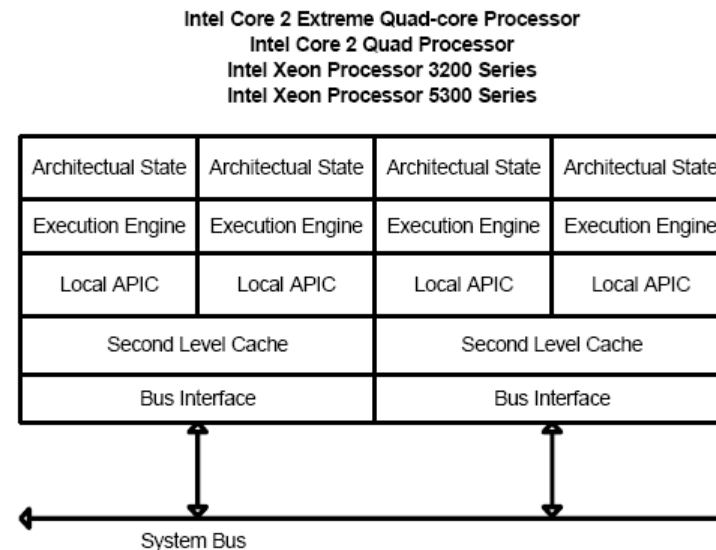 Intel Core 2 Extreme Quad-core Processor
Intel Core 2 Quad Processor
Intel Xeon Processor 3200 Series
Intel Xeon Processor 5300 Series
Architectual State Architectual State Architectual State Architectual State
Execution Engine Execution Engine Execution Engine Execution Engine
Local APIC Local APIC Local APIC Local APIC
Second Level Cache Second Level Cache
Bus Interface Bus Interface
System Bus